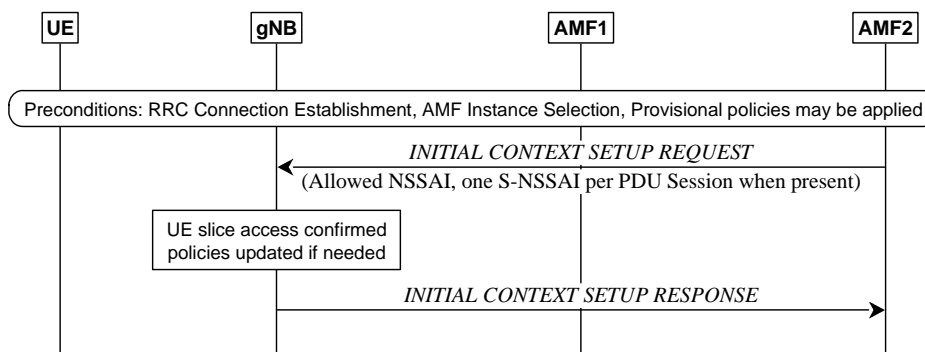 UE gNB AMF1 AMF2
Preconditions: RRC Connection Establishment, AMF Instance Selection, Provisional policies may be applied
INITIAL CONTEXT SETUP REQUEST
(Allowed NSSAI, one S-NSSAI per PDU Session when present)
UE slice access confirmed
policies updated if needed
INITIAL CONTEXT SETUP RESPONSE